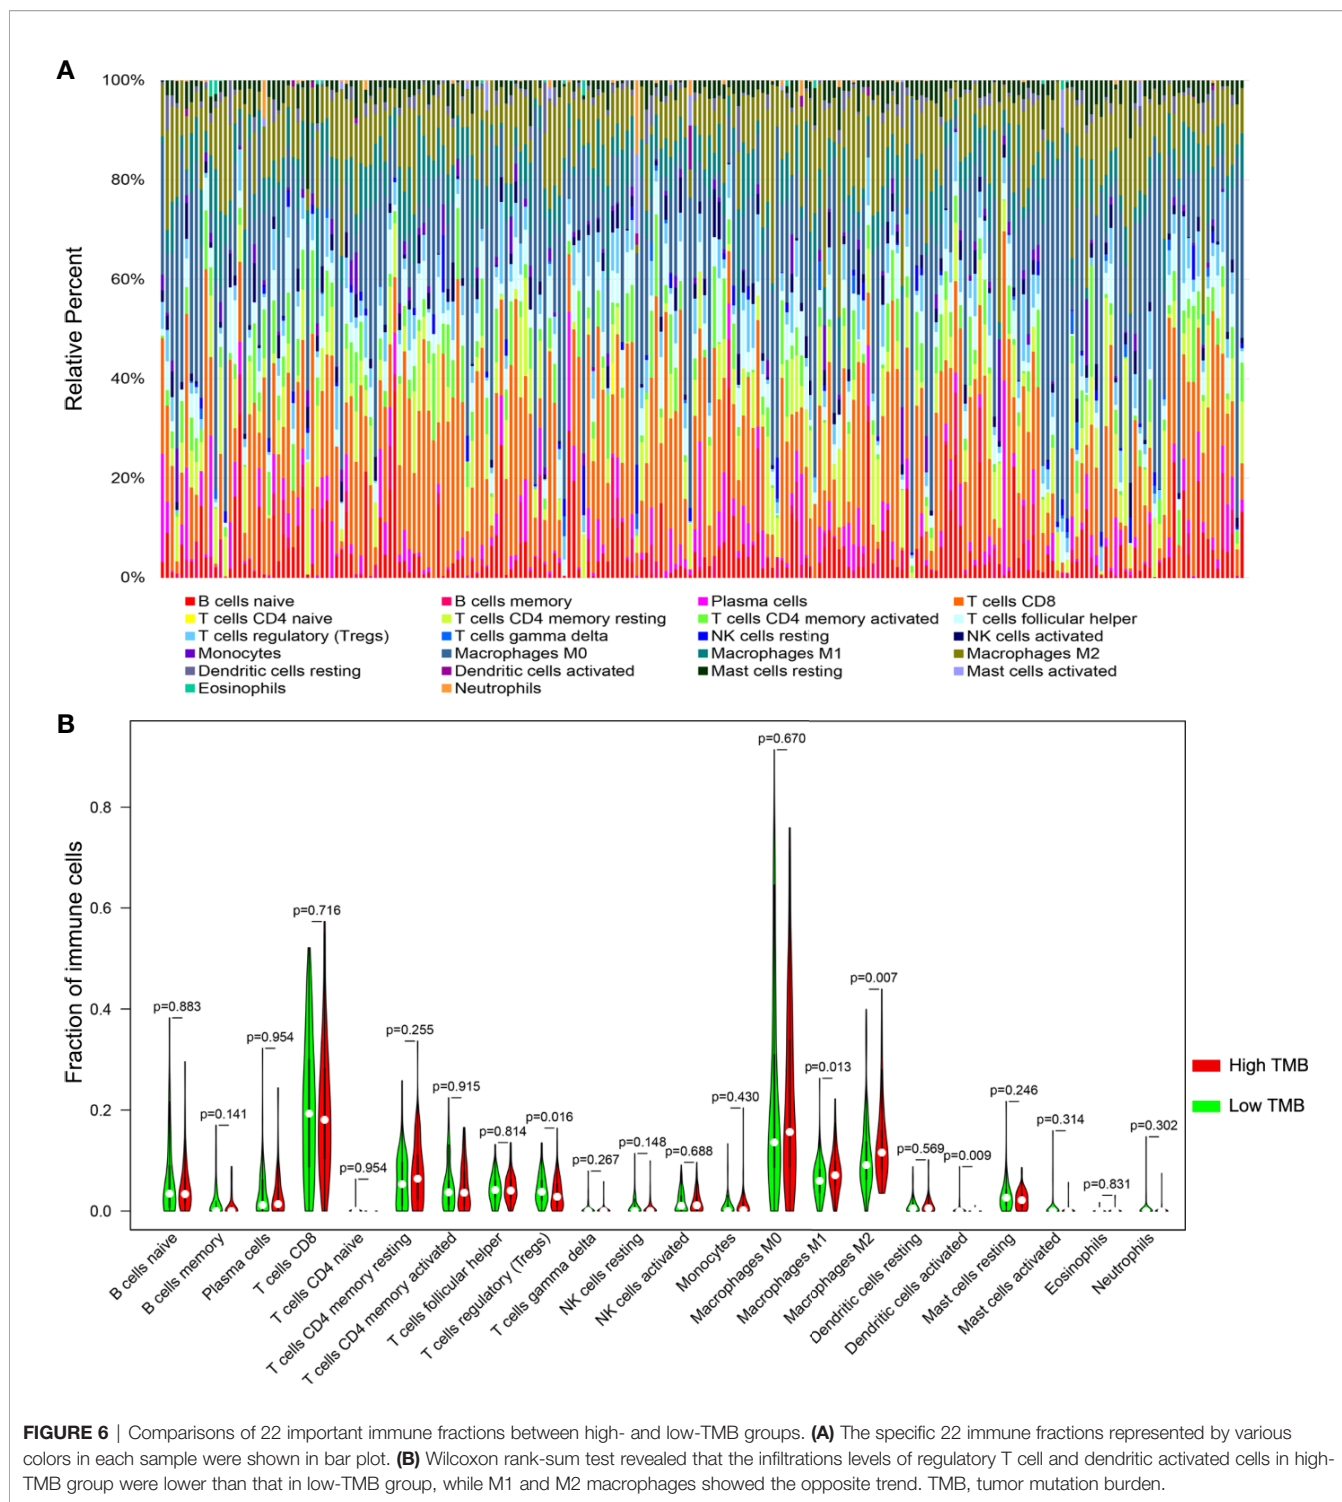 A
100%
80%
60%
40%
20%
0%
Relative Percent
B cells naive
B cells memory
Plasma cells
T cells CD8
T cells CD4 naive
T cells CD4 memory resting
T cells CD4 memory activated
T cells follicular helper
T cells regulatory (Tregs)
T cells gamma delta
NK cells resting
NK cells activated
Monocytes
Macrophages M0
Macrophages M1
Macrophages M2
Dendritic cells resting
Dendritic cells activated
Mast cells resting
Mast cells activated
Eosinophils
Neutrophils
B
Fraction of immune cells
0.8
0.6
0.4
0.2
0.0
p=0.883
p=0.141
p=0.954
p=0.716
p=0.954
p=0.255
p=0.915
p=0.814
p=0.016
p=0.267
p=0.148
p=0.688
p=0.430
p=0.670
p=0.013
p=0.007
p=0.569
p=0.009
p=0.246
p=0.314
p=0.831
p=0.302
High TMB
Low TMB
B cells naive
B cells memory
Plasma cells
T cells CD8
T cells CD4 naive
T cells CD4 memory resting
T cells CD4 memory activated
T cells follicular helper
T cells regulatory (Tregs)
T cells gamma delta
NK cells resting
NK cells activated
Monocytes
Macrophages M0
Macrophages M1
Macrophages M2
Dendritic cells resting
Dendritic cells activated
Mast cells resting
Mast cells activated
Eosinophils
Neutrophils
FIGURE 6 | Comparisons of 22 important immune fractions between high- and low-TMB groups. (A) The specific 22 immune fractions represented by various
colors in each sample were shown in bar plot. (B) Wilcoxon rank-sum test revealed that the infiltrations levels of regulatory T cell and dendritic activated cells in high-
TMB group were lower than that in low-TMB group, while M1 and M2 macrophages showed the opposite trend. TMB, tumor mutation burden.